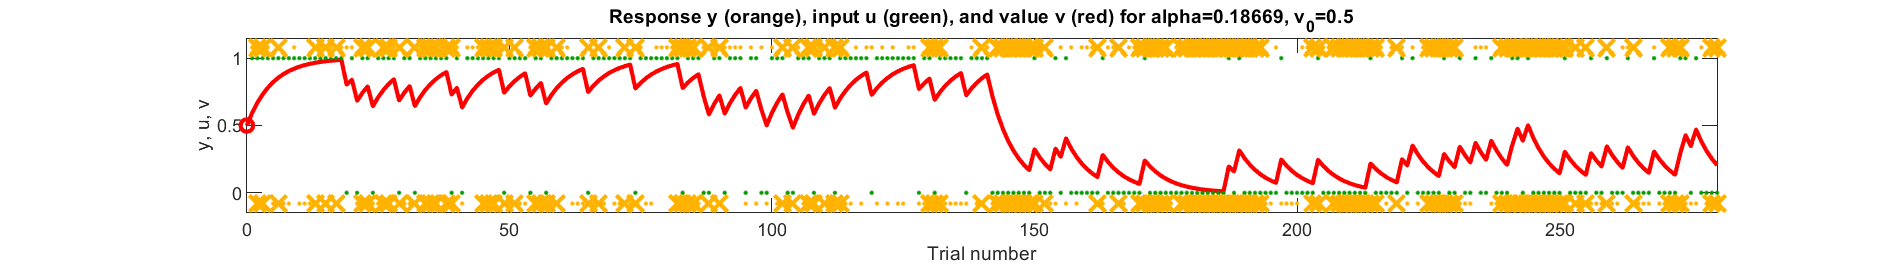 Response y (orange), input u (green), and value v (red) for alpha=0.18669, v0=0.5
y, u, v
1
0.5
0
0 50 100 150 200 250
Trial number